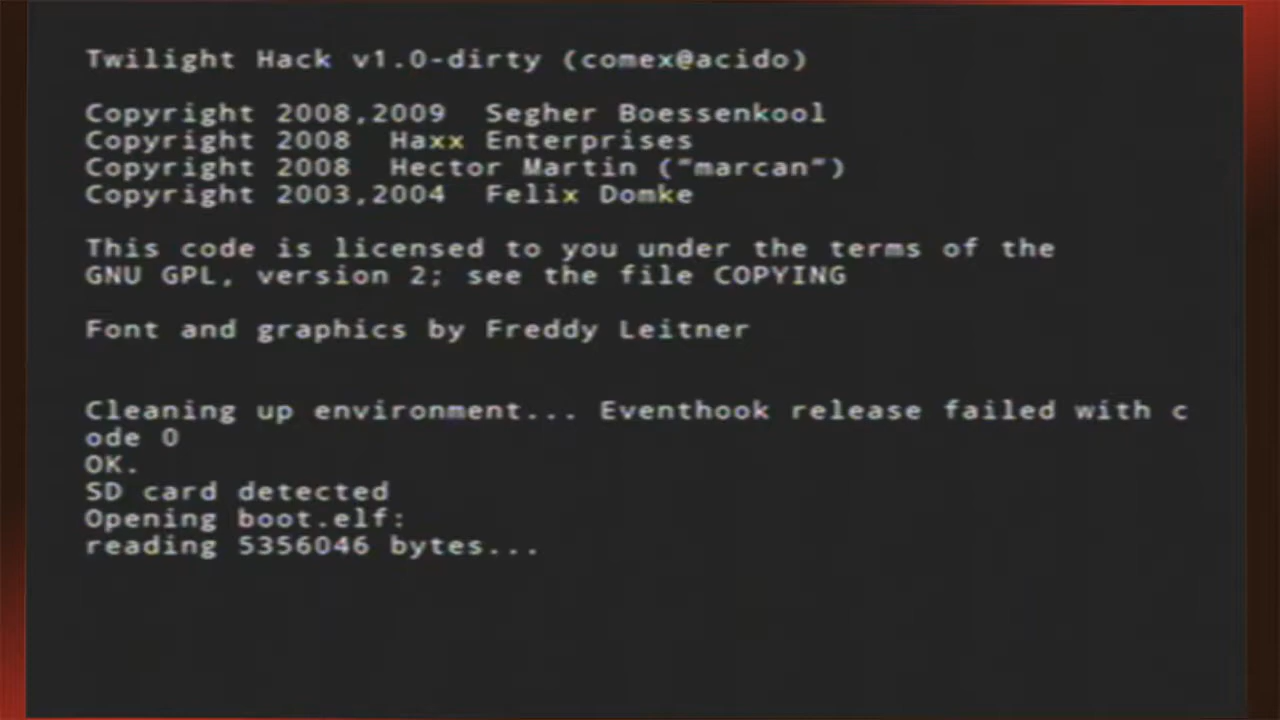 Twilight Hack v1.0-dirty (comex@acido)
Copyright 2008,2009  Segher Boessenkool
Copyright 2008  Haxx Enterprises
Copyright 2008  Hector Martin ("marcan")
Copyright 2003,2004  Felix Domke
This code is licensed to you under the terms of the
GNU GPL, version 2; see the file COPYING
Font and graphics by Freddy Leitner
Cleaning up environment... Eventhook release failed with c
ode 0
OK.
SD card detected
Opening boot.elf:
reading 5356046 bytes...